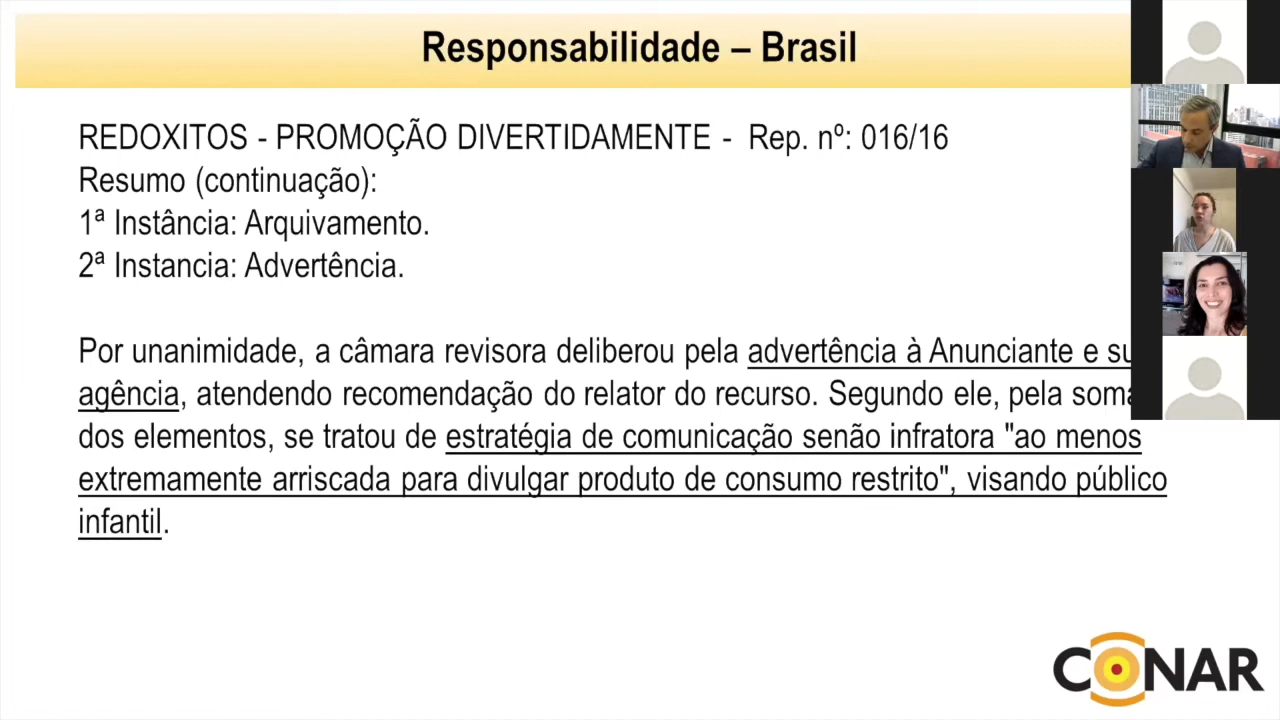 Responsabilidade – Brasil
REDOXITOS - PROMOÇÃO DIVERTIDAMENTE - Rep. nº: 016/16
Resumo (continuação):
1ª Instância: Arquivamento.
2ª Instancia: Advertência.
Por unanimidade, a câmara revisora deliberou pela advertência à Anunciante e
agência, atendendo recomendação do relator do recurso. Segundo ele, pela soma
dos elementos, se tratou de estratégia de comunicação senão infratora "ao menos
extremamente arriscada para divulgar produto de consumo restrito", visando público
infantil.
CONAR